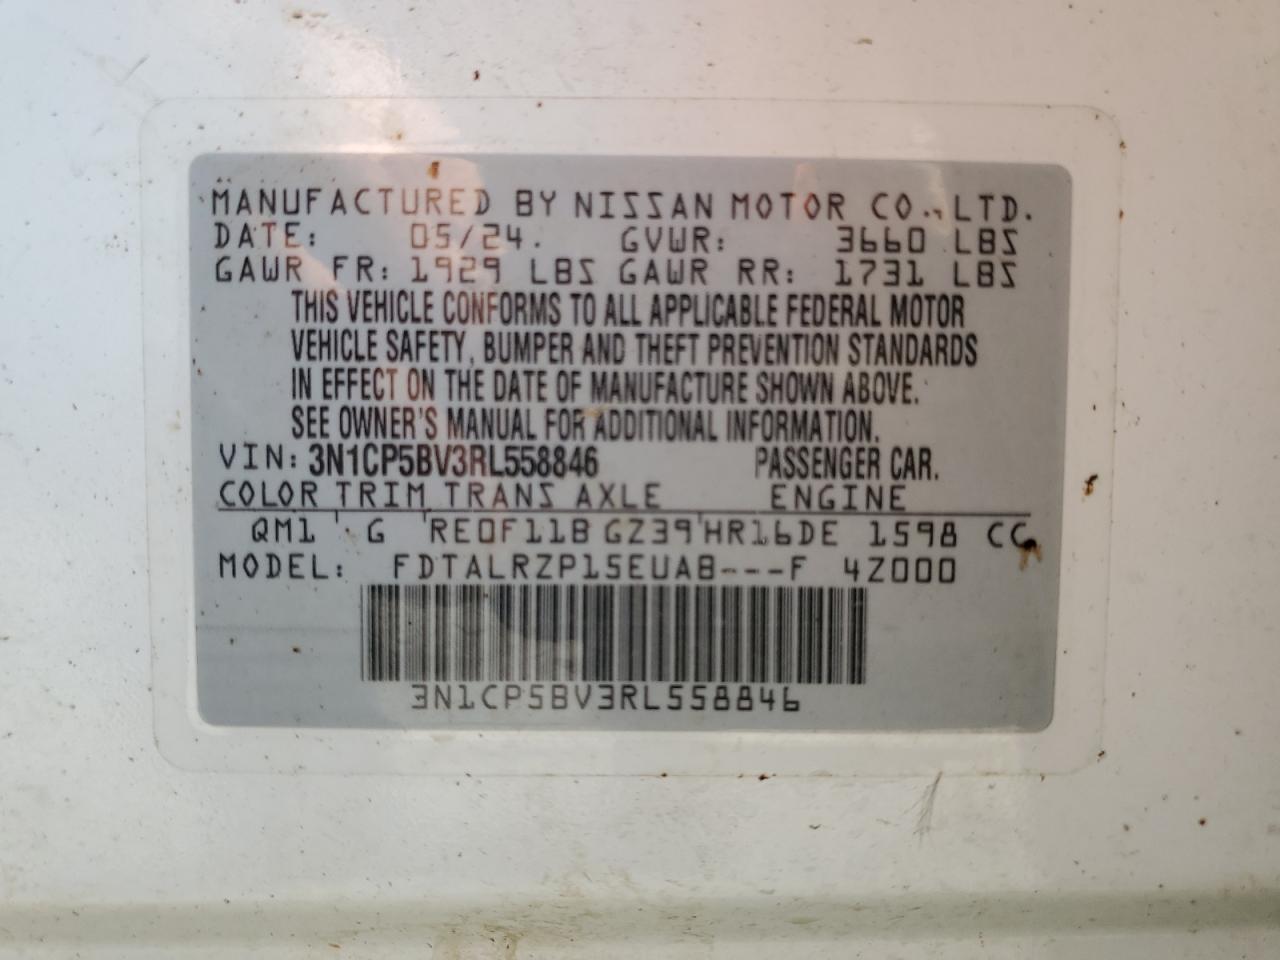 MANUFACTURED BY NISSAN MOTOR CO., LTD.
DATE: 05/24. GVWR: 3660 LBS
GAWR FR: 1929 LBS GAWR RR: 1731 LBS
THIS VEHICLE CONFORMS TO ALL APPLICABLE FEDERAL MOTOR
VEHICLE SAFETY, BUMPER AND THEFT PREVENTION STANDARDS
IN EFFECT ON THE DATE OF MANUFACTURE SHOWN ABOVE.
SEE OWNER'S MANUAL FOR ADDITIONAL INFORMATION.
VIN: 3N1CP5BV3RL558846 PASSENGER CAR.
COLOR TRIM TRANS AXLE ENGINE
QM1 G RE0F11B GZ39 HR16DE 1598 CC
MODEL: FDTALRZP15EUA8---F 4Z000
3N1CP5BV3RL558846